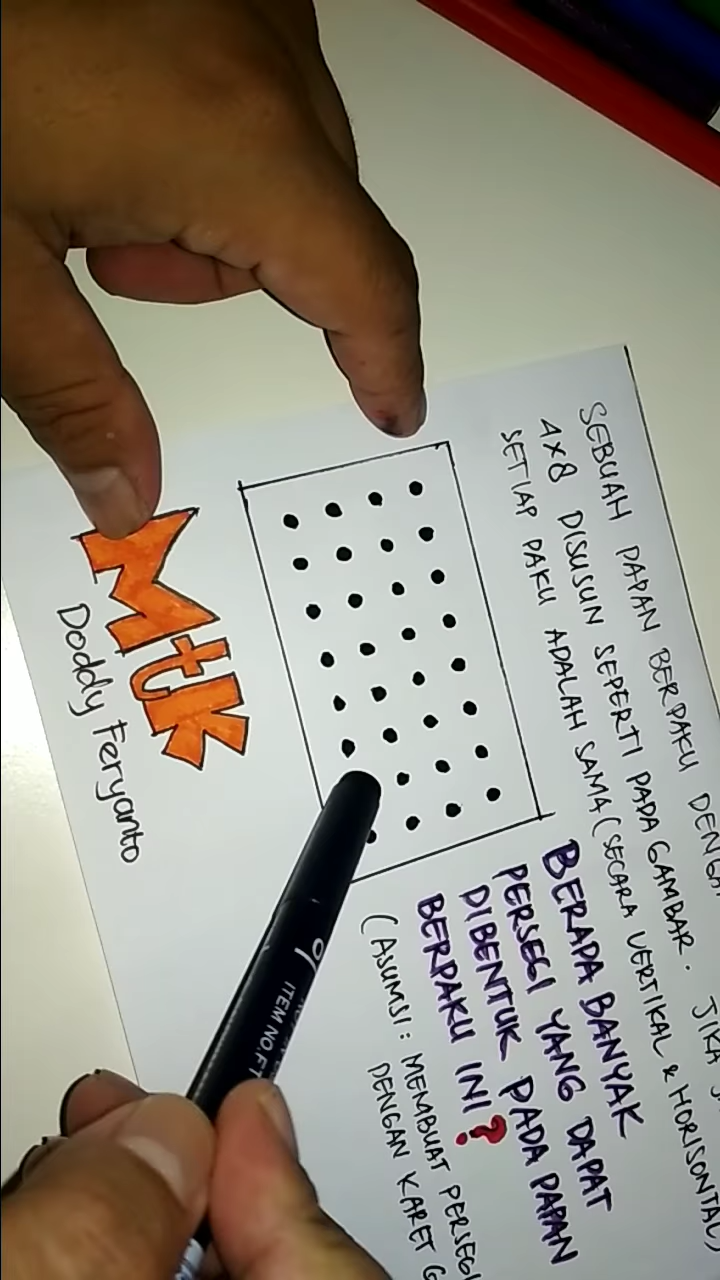 SEBUAH PAPAN BERPAKU DENGAN
4×8 DISUSUN SEPERTI PADA GAMBAR. JIKA
SETIAP PAKU ADALAH SAMA (SECARA VERTIKAL & HORISONTAL)
BERAPA BANYAK
PERSEGI YANG DAPAT
DIBENTUK PADA PAPAN
BERPAKU INI?
(ASUMSI: MEMBUAT PERSEGI
DENGAN KARET G
MtK
Doddy Feryanto
ITEM NO.FT